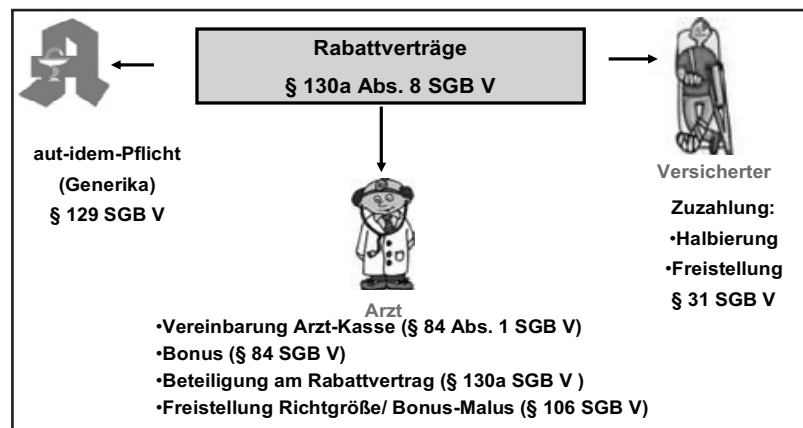 Rabattverträge
§ 130a Abs. 8 SGB V
aut-idem-Pflicht
(Generika)
§ 129 SGB V
Versicherter
Zuzahlung:
•Halbierung
•Freistellung
§ 31 SGB V
Arzt
•Vereinbarung Arzt-Kasse (§ 84 Abs. 1 SGB V)
•Bonus (§ 84 SGB V)
•Beteiligung am Rabattvertrag (§ 130a SGB V )
•Freistellung Richtgröße/ Bonus-Malus (§ 106 SGB V)